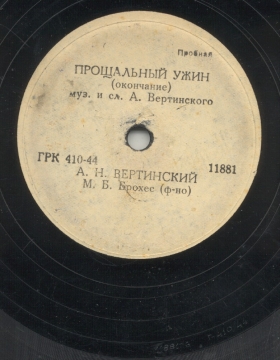 Пробная
ПРОЩАЛЬНЫЙ УЖИН
(окончание)
муз. и сл. А. Вертинского
ГРК 410-44
11881
А. Н. ВЕРТИНСКИЙ
М. Б. Брохес (ф-но)